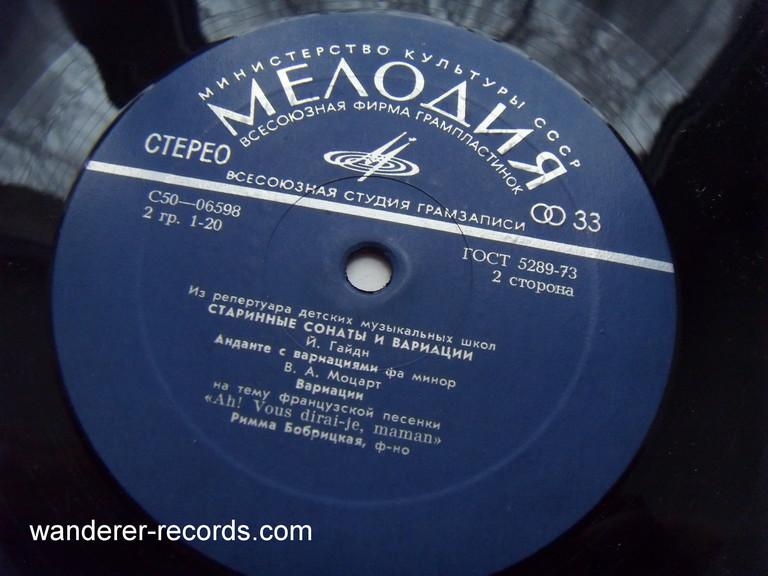 МИНИСТЕРСТВО КУЛЬТУРЫ СССР
МЕЛОДИЯ
ВСЕСОЮЗНАЯ ФИРМА ГРАМПЛАСТИНОК
СТЕРЕО
ВСЕСОЮЗНАЯ СТУДИЯ ГРАМЗАПИСИ
33
С50—06598
2 гр. 1-20
ГОСТ 5289-73
2 сторона
Из репертуара детских музыкальных школ
СТАРИННЫЕ СОНАТЫ И ВАРИАЦИИ
Й. Гайдн
Анданте с вариациями фа минор
В. А. Моцарт
Вариации
на тему французской песенки
«Ah! Vous dirai-je, maman»
Римма Бобрицкая, ф-но
wanderer-records.com